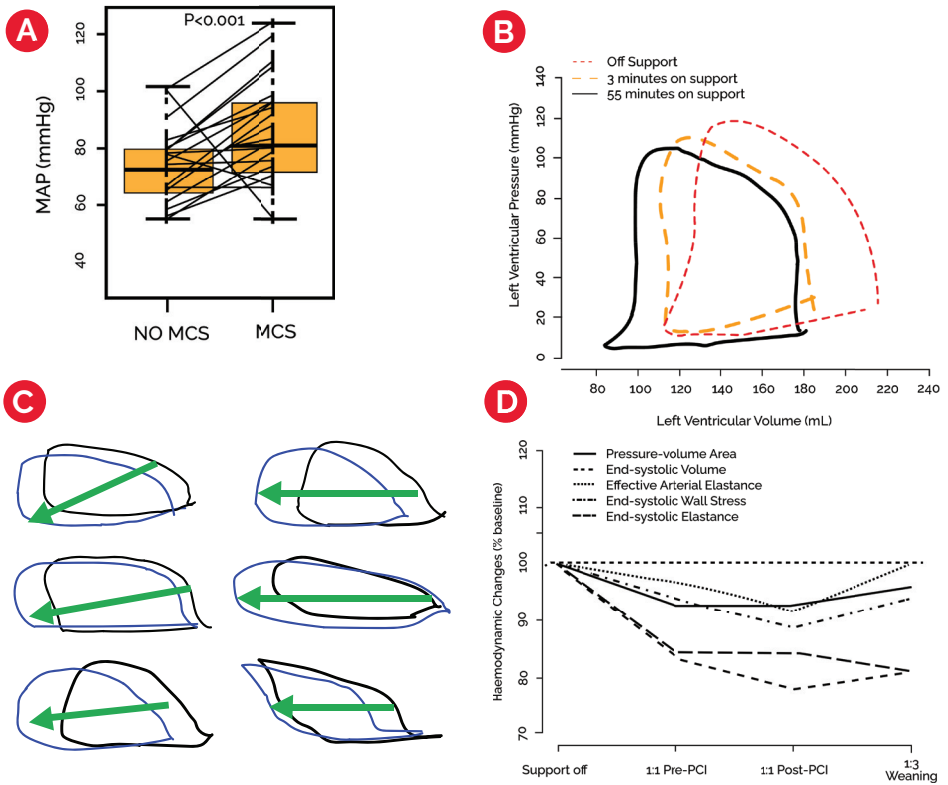 A
P<0.001
MAP (mmHg)
120
100
80
60
40
NO MCS
MCS
B
Off Support
3 minutes on support
55 minutes on support
Left Ventricular Pressure (mmHg)
140
120
100
80
60
40
20
0
80
100
120
140
160
180
200
220
240
Left Ventricular Volume (mL)
C
D
Pressure-volume Area
End-systolic Volume
Effective Arterial Elastance
End-systolic Wall Stress
End-systolic Elastance
Haemodynamic Changes (% baseline)
120
110
100
90
80
70
Support off
1:1 Pre-PCI
1:1 Post-PCI
1:3
Weaning